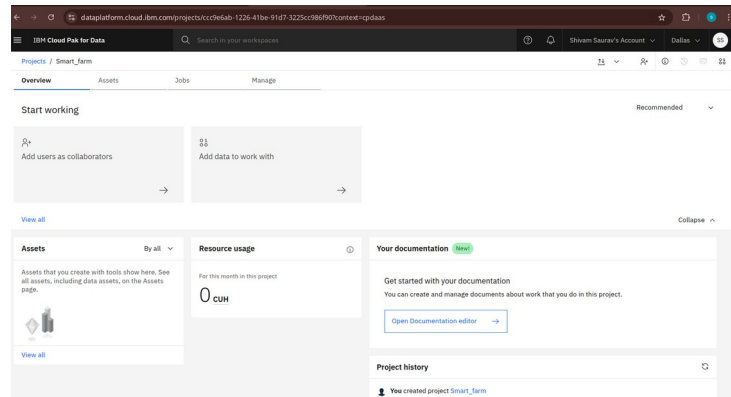 dataplatform.cloud.ibm.com/projects/ccc9e6ab-1226-41be-91d7-3225cc986f90?context=cpdaas
IBM Cloud Pak for Data
Search in your workspaces
Shivam Saurav's Account
Dallas
SS
Projects / Smart_farm
Overview
Assets
Jobs
Manage
Start working
Recommended
Add users as collaborators
Add data to work with
View all
Collapse
Assets
By all
Assets that you create with tools show here. See
all assets, including data assets, on the Assets
page.
View all
Resource usage
For this month in this project
0 CUH
Your documentation New!
Get started with your documentation
You can create and manage documents about work that you do in this project.
Open Documentation editor
Project history
You created project Smart_farm